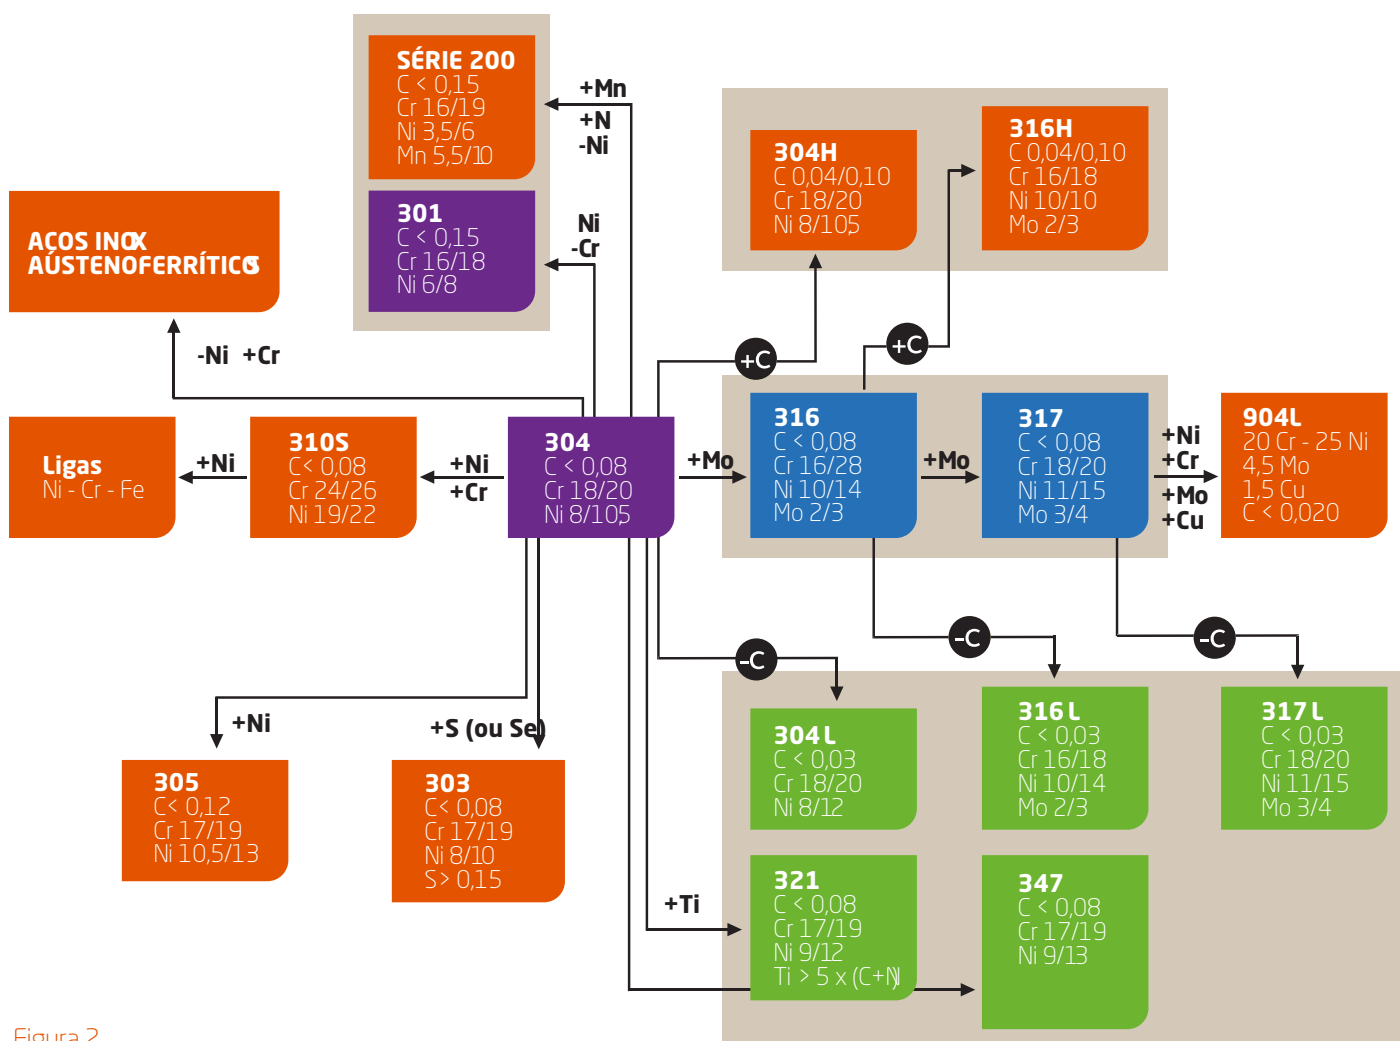 SÉRIE 200
C < 0,15
Cr 16/19
Ni 3,5/6
Mn 5,5/10
+Mn
+N
-Ni
301
C < 0,15
Cr 16/18
Ni 6/8
Ni
-Cr
304H
C 0,04/0,10
Cr 18/20
Ni 8/10,5
316H
C 0,04/0,10
Cr 16/18
Ni 10/10
Mo 2/3
AÇOS INOX
AÚSTENOFERRÍTICOS
-Ni +Cr
+C
+C
Ligas
Ni - Cr - Fe
+Ni
310S
C < 0,08
Cr 24/26
Ni 19/22
+Ni
+Cr
304
C < 0,08
Cr 18/20
Ni 8/10,5
+Mo
316
C < 0,08
Cr 16/28
Ni 10/14
Mo 2/3
+Mo
317
C < 0,08
Cr 18/20
Ni 11/15
Mo 3/4
+Ni
+Cr
+Mo
+Cu
904L
20 Cr - 25 Ni
4,5 Mo
1,5 Cu
C < 0,020
-C
-C
-C
+Ni
+S (ou Se)
305
C< 0,12
Cr 17/19
Ni 10,5/13
303
C< 0,08
Cr 17/19
Ni 8/10
S> 0,15
304 L
C < 0,03
Cr 18/20
Ni 8/12
316 L
C < 0,03
Cr 16/18
Ni 10/14
Mo 2/3
317 L
C < 0,03
Cr 18/20
Ni 11/15
Mo 3/4
+Ti
321
C < 0,08
Cr 17/19
Ni 9/12
Ti > 5 x (C+N)
347
C < 0,08
Cr 17/19
Ni 9/13
Figura 2